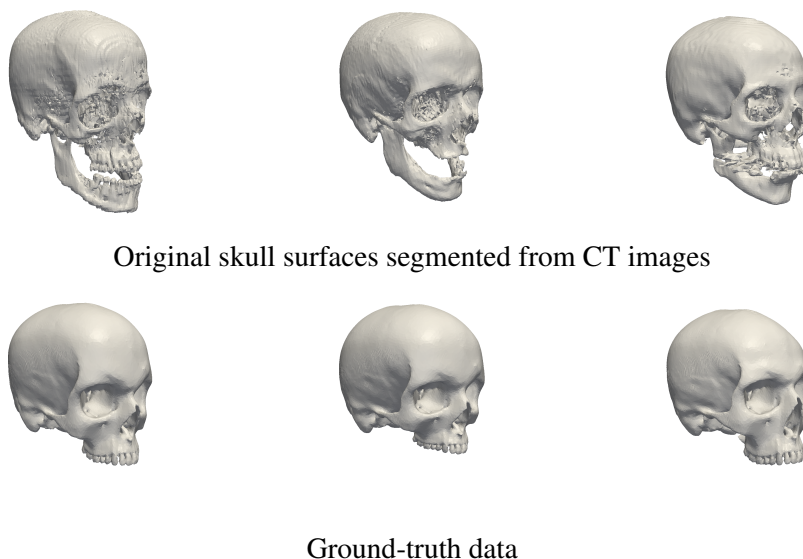 Original skull surfaces segmented from CT images
Ground-truth data